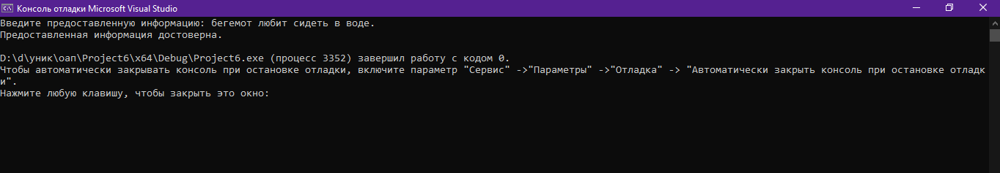 Консоль отладки Microsoft Visual Studio
Введите предоставленную информацию: бегемот любит сидеть в воде.
Предоставленная информация достоверна.
D:\d\уник\оап\Project6\x64\Debug\Project6.exe (процесс 3352) завершил работу с кодом 0.
Чтобы автоматически закрывать консоль при остановке отладки, включите параметр "Сервис" ->"Параметры" ->"Отладка" -> "Автоматически закрыть консоль при остановке отладк
и".
Нажмите любую клавишу, чтобы закрыть это окно: